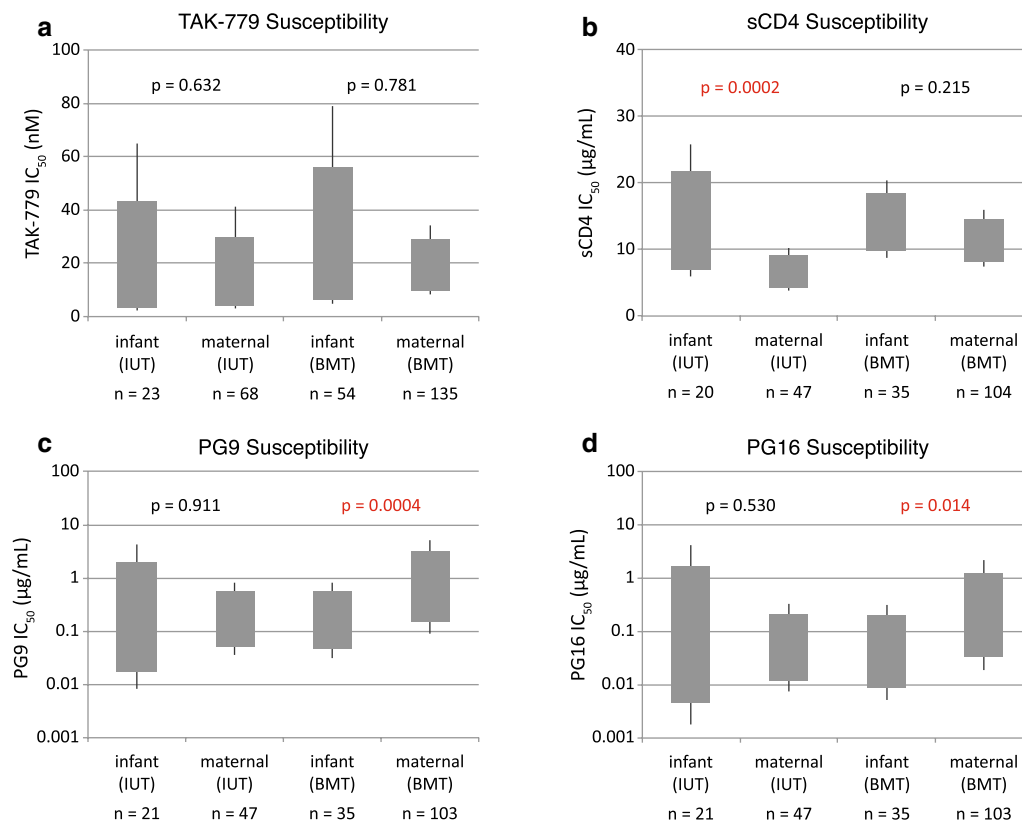 a
TAK-779 Susceptibility
100
80
60
40
20
0
TAK-779 IC50 (nM)
p = 0.632
p = 0.781
infant maternal infant maternal
(IUT) (IUT) (BMT) (BMT)
n = 23 n = 68 n = 54 n = 135
b
sCD4 Susceptibility
40
30
20
10
0
sCD4 IC50 (µg/mL)
p = 0.0002
p = 0.215
infant maternal infant maternal
(IUT) (IUT) (BMT) (BMT)
n = 20 n = 47 n = 35 n = 104
c
PG9 Susceptibility
100
10
1
0.1
0.01
0.001
PG9 IC50 (µg/mL)
p = 0.911
p = 0.0004
infant maternal infant maternal
(IUT) (IUT) (BMT) (BMT)
n = 21 n = 47 n = 35 n = 103
d
PG16 Susceptibility
100
10
1
0.1
0.01
0.001
PG16 IC50 (µg/mL)
p = 0.530
p = 0.014
infant maternal infant maternal
(IUT) (IUT) (BMT) (BMT)
n = 21 n = 47 n = 35 n = 103